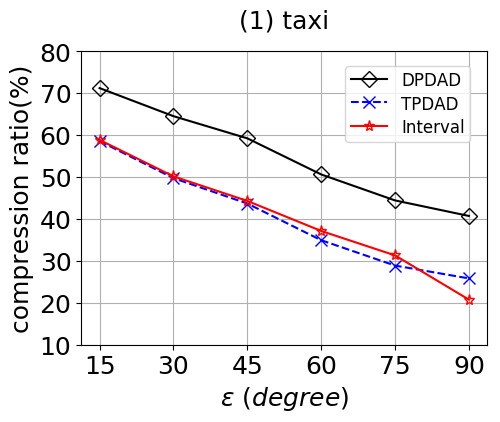 (1) taxi
compression ratio(%)
80
70
60
50
40
30
20
10
DPDAD
TPDAD
Interval
15 30 45 60 75 90
ε (degree)